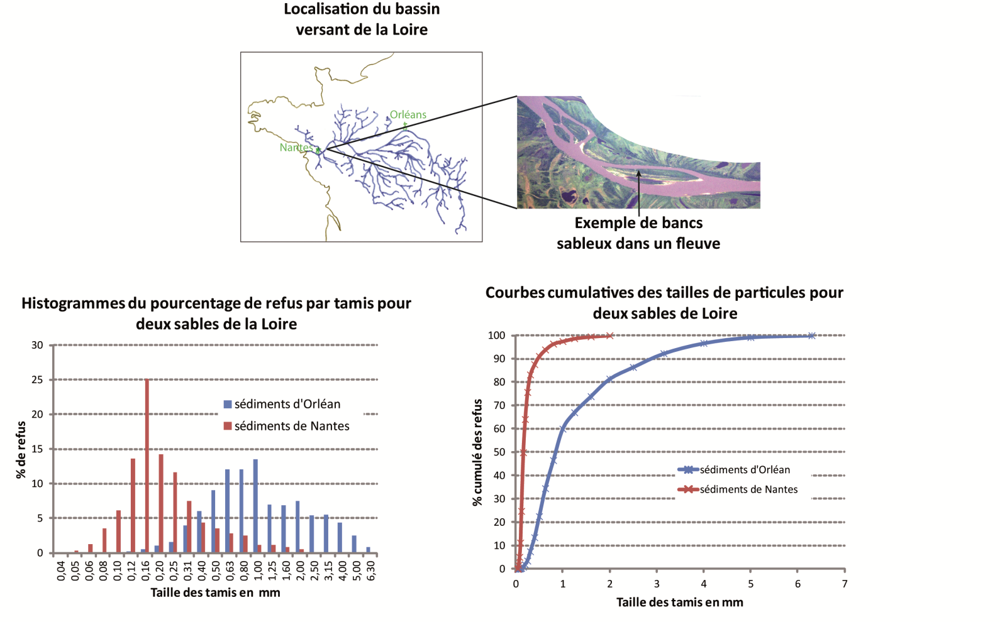 Localisation du bassin
versant de la Loire
Orléans
Nantes
Exemple de bancs
sableux dans un fleuve
Histogrammes du pourcentage de refus par tamis pour
deux sables de la Loire
30
25
20
15
10
5
0
% de refus
sédiments d'Orléan
sédiments de Nantes
0,04 0,05 0,06 0,08 0,10 0,12 0,16 0,20 0,25 0,31 0,40 0,50 0,63 0,80 1,00 1,25 1,60 2,00 2,50 3,15 4,00 5,00 6,30
Taille des tamis en mm
Courbes cumulatives des tailles de particules pour
deux sables de Loire
100
90
80
70
60
50
40
30
20
10
0
% cumulé des refus
sédiments d'Orléan
sédiments de Nantes
0 1 2 3 4 5 6 7
Taille des tamis en mm